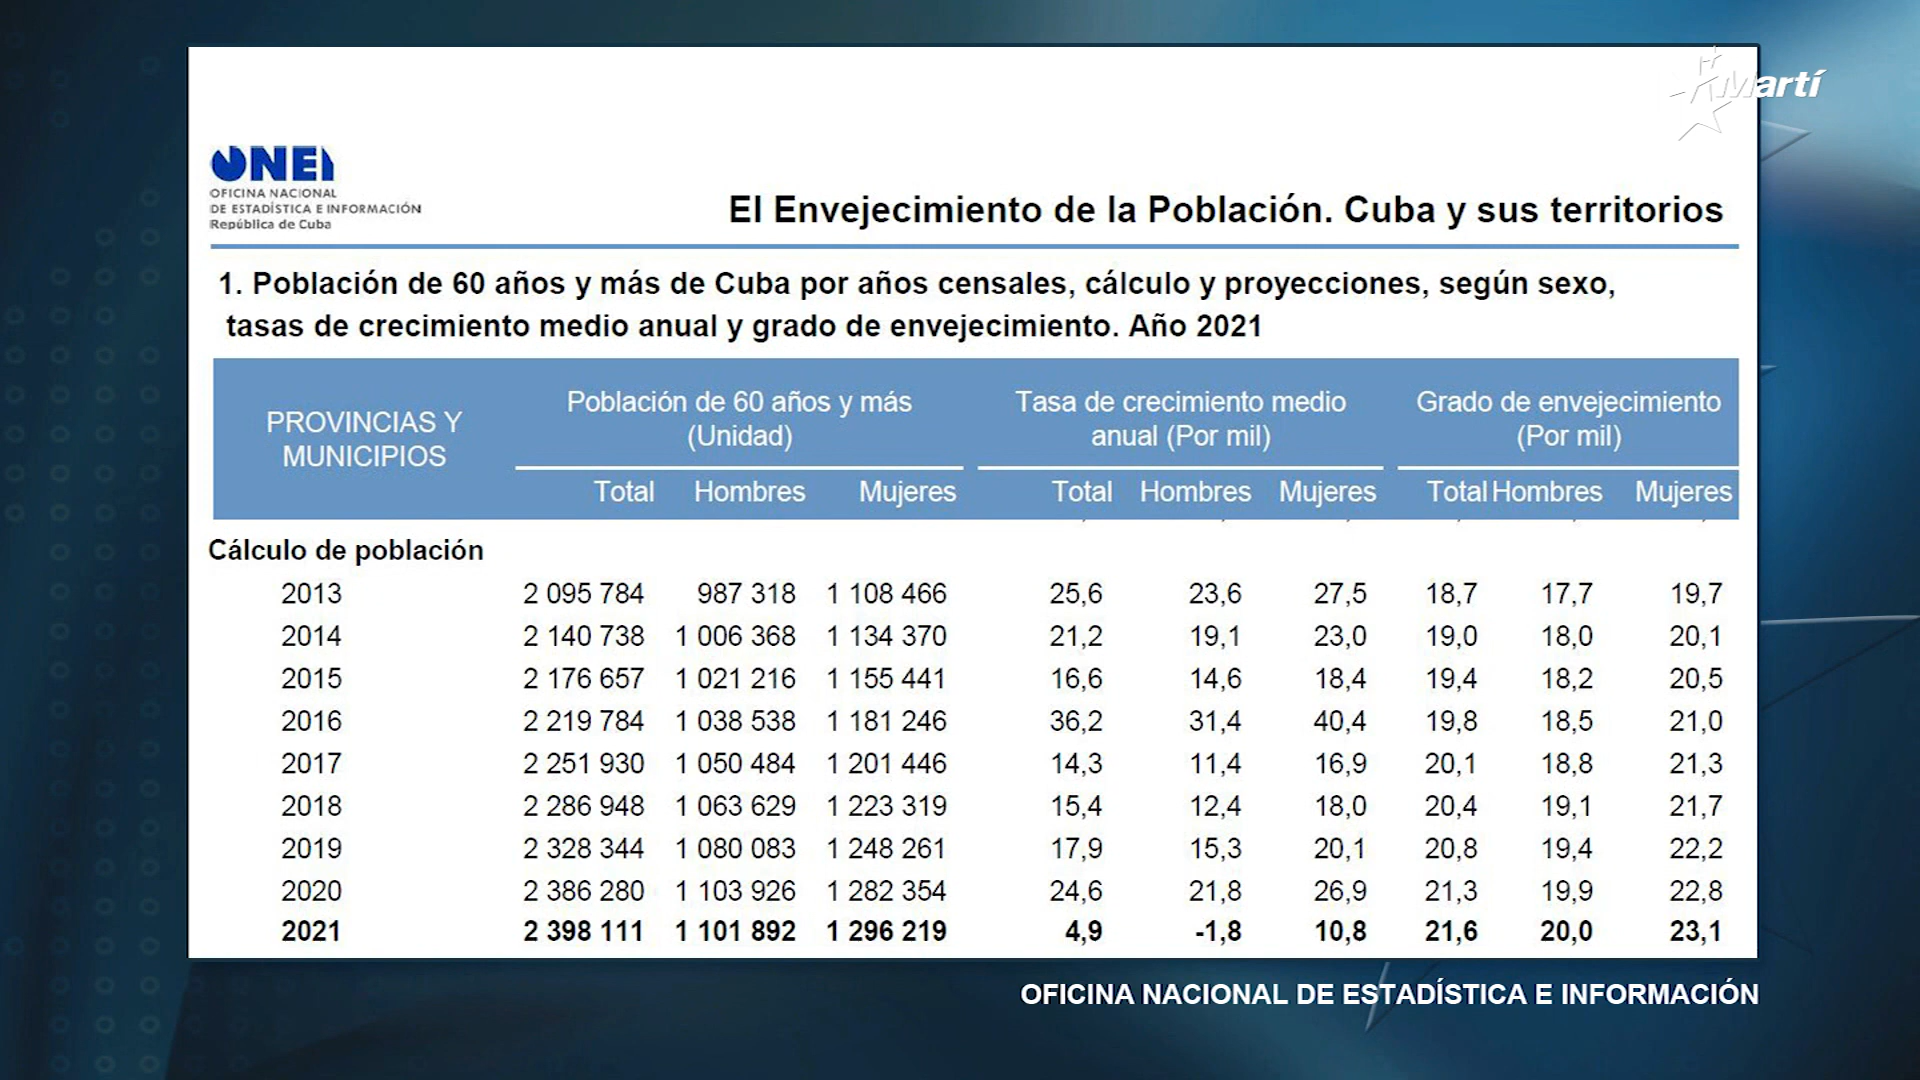 Martí
ONEI
OFICINA NACIONAL
DE ESTADÍSTICA E INFORMACIÓN
República de Cuba
El Envejecimiento de la Población. Cuba y sus territorios
1. Población de 60 años y más de Cuba por años censales, cálculo y proyecciones, según sexo,
tasas de crecimiento medio anual y grado de envejecimiento. Año 2021
PROVINCIAS Y MUNICIPIOS
Población de 60 años y más (Unidad)
Tasa de crecimiento medio anual (Por mil)
Grado de envejecimiento (Por mil)
Total Hombres Mujeres Total Hombres Mujeres Total Hombres Mujeres
Cálculo de población
2013 2 095 784 987 318 1 108 466 25,6 23,6 27,5 18,7 17,7 19,7
2014 2 140 738 1 006 368 1 134 370 21,2 19,1 23,0 19,0 18,0 20,1
2015 2 176 657 1 021 216 1 155 441 16,6 14,6 18,4 19,4 18,2 20,5
2016 2 219 784 1 038 538 1 181 246 36,2 31,4 40,4 19,8 18,5 21,0
2017 2 251 930 1 050 484 1 201 446 14,3 11,4 16,9 20,1 18,8 21,3
2018 2 286 948 1 063 629 1 223 319 15,4 12,4 18,0 20,4 19,1 21,7
2019 2 328 344 1 080 083 1 248 261 17,9 15,3 20,1 20,8 19,4 22,2
2020 2 386 280 1 103 926 1 282 354 24,6 21,8 26,9 21,3 19,9 22,8
2021 2 398 111 1 101 892 1 296 219 4,9 -1,8 10,8 21,6 20,0 23,1
OFICINA NACIONAL DE ESTADÍSTICA E INFORMACIÓN